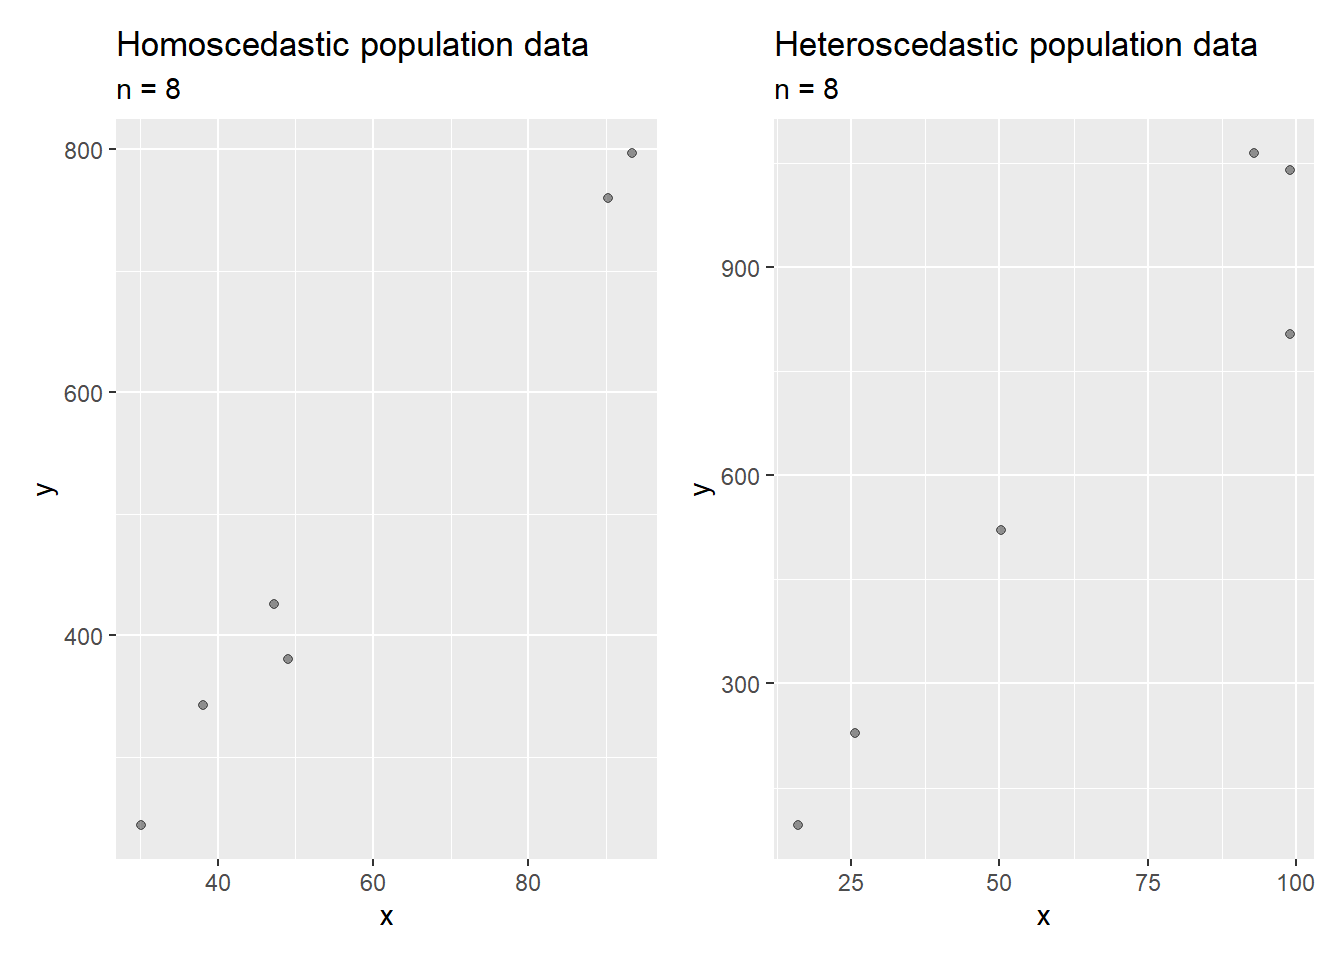 Homoscedastic population data
n = 8
800
600
400
y
40 60 80
x
Heteroscedastic population data
n = 8
900
600
300
y
25 50 75 100
x